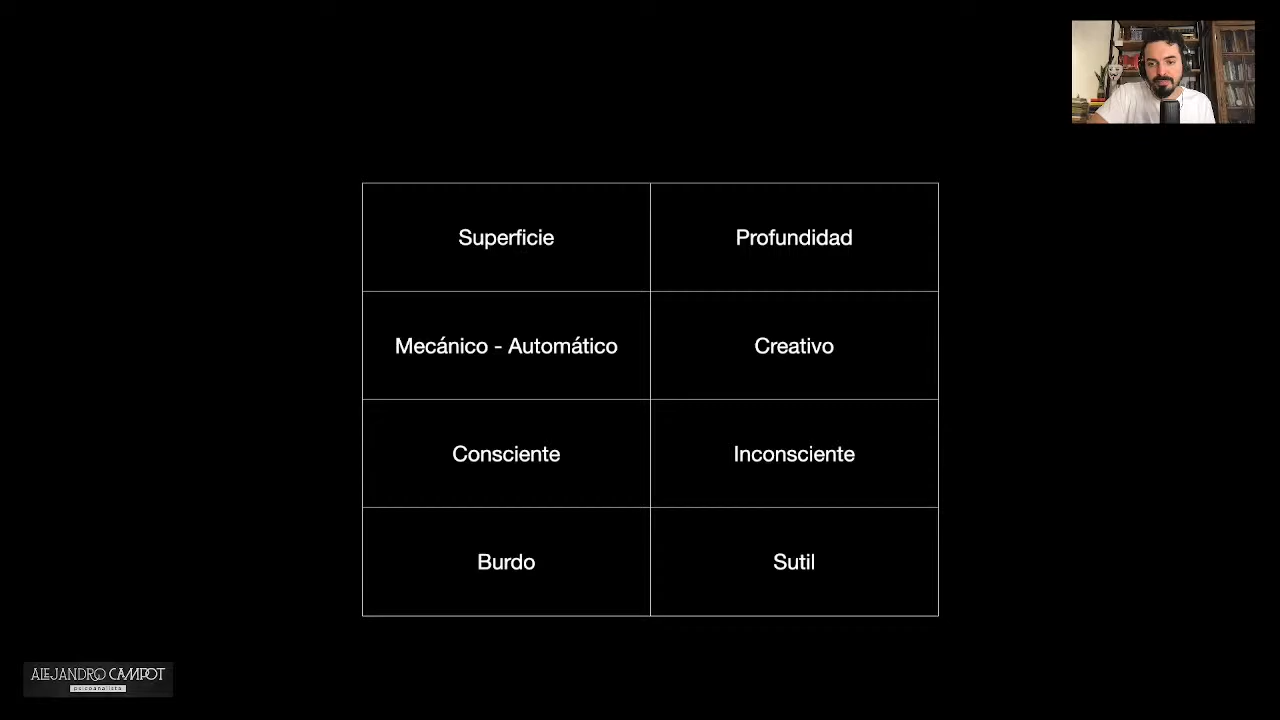 Superficie
Profundidad
Mecánico - Automático
Creativo
Consciente
Inconsciente
Burdo
Sutil
ALEJANDRO CAMPOT
psicoanalista